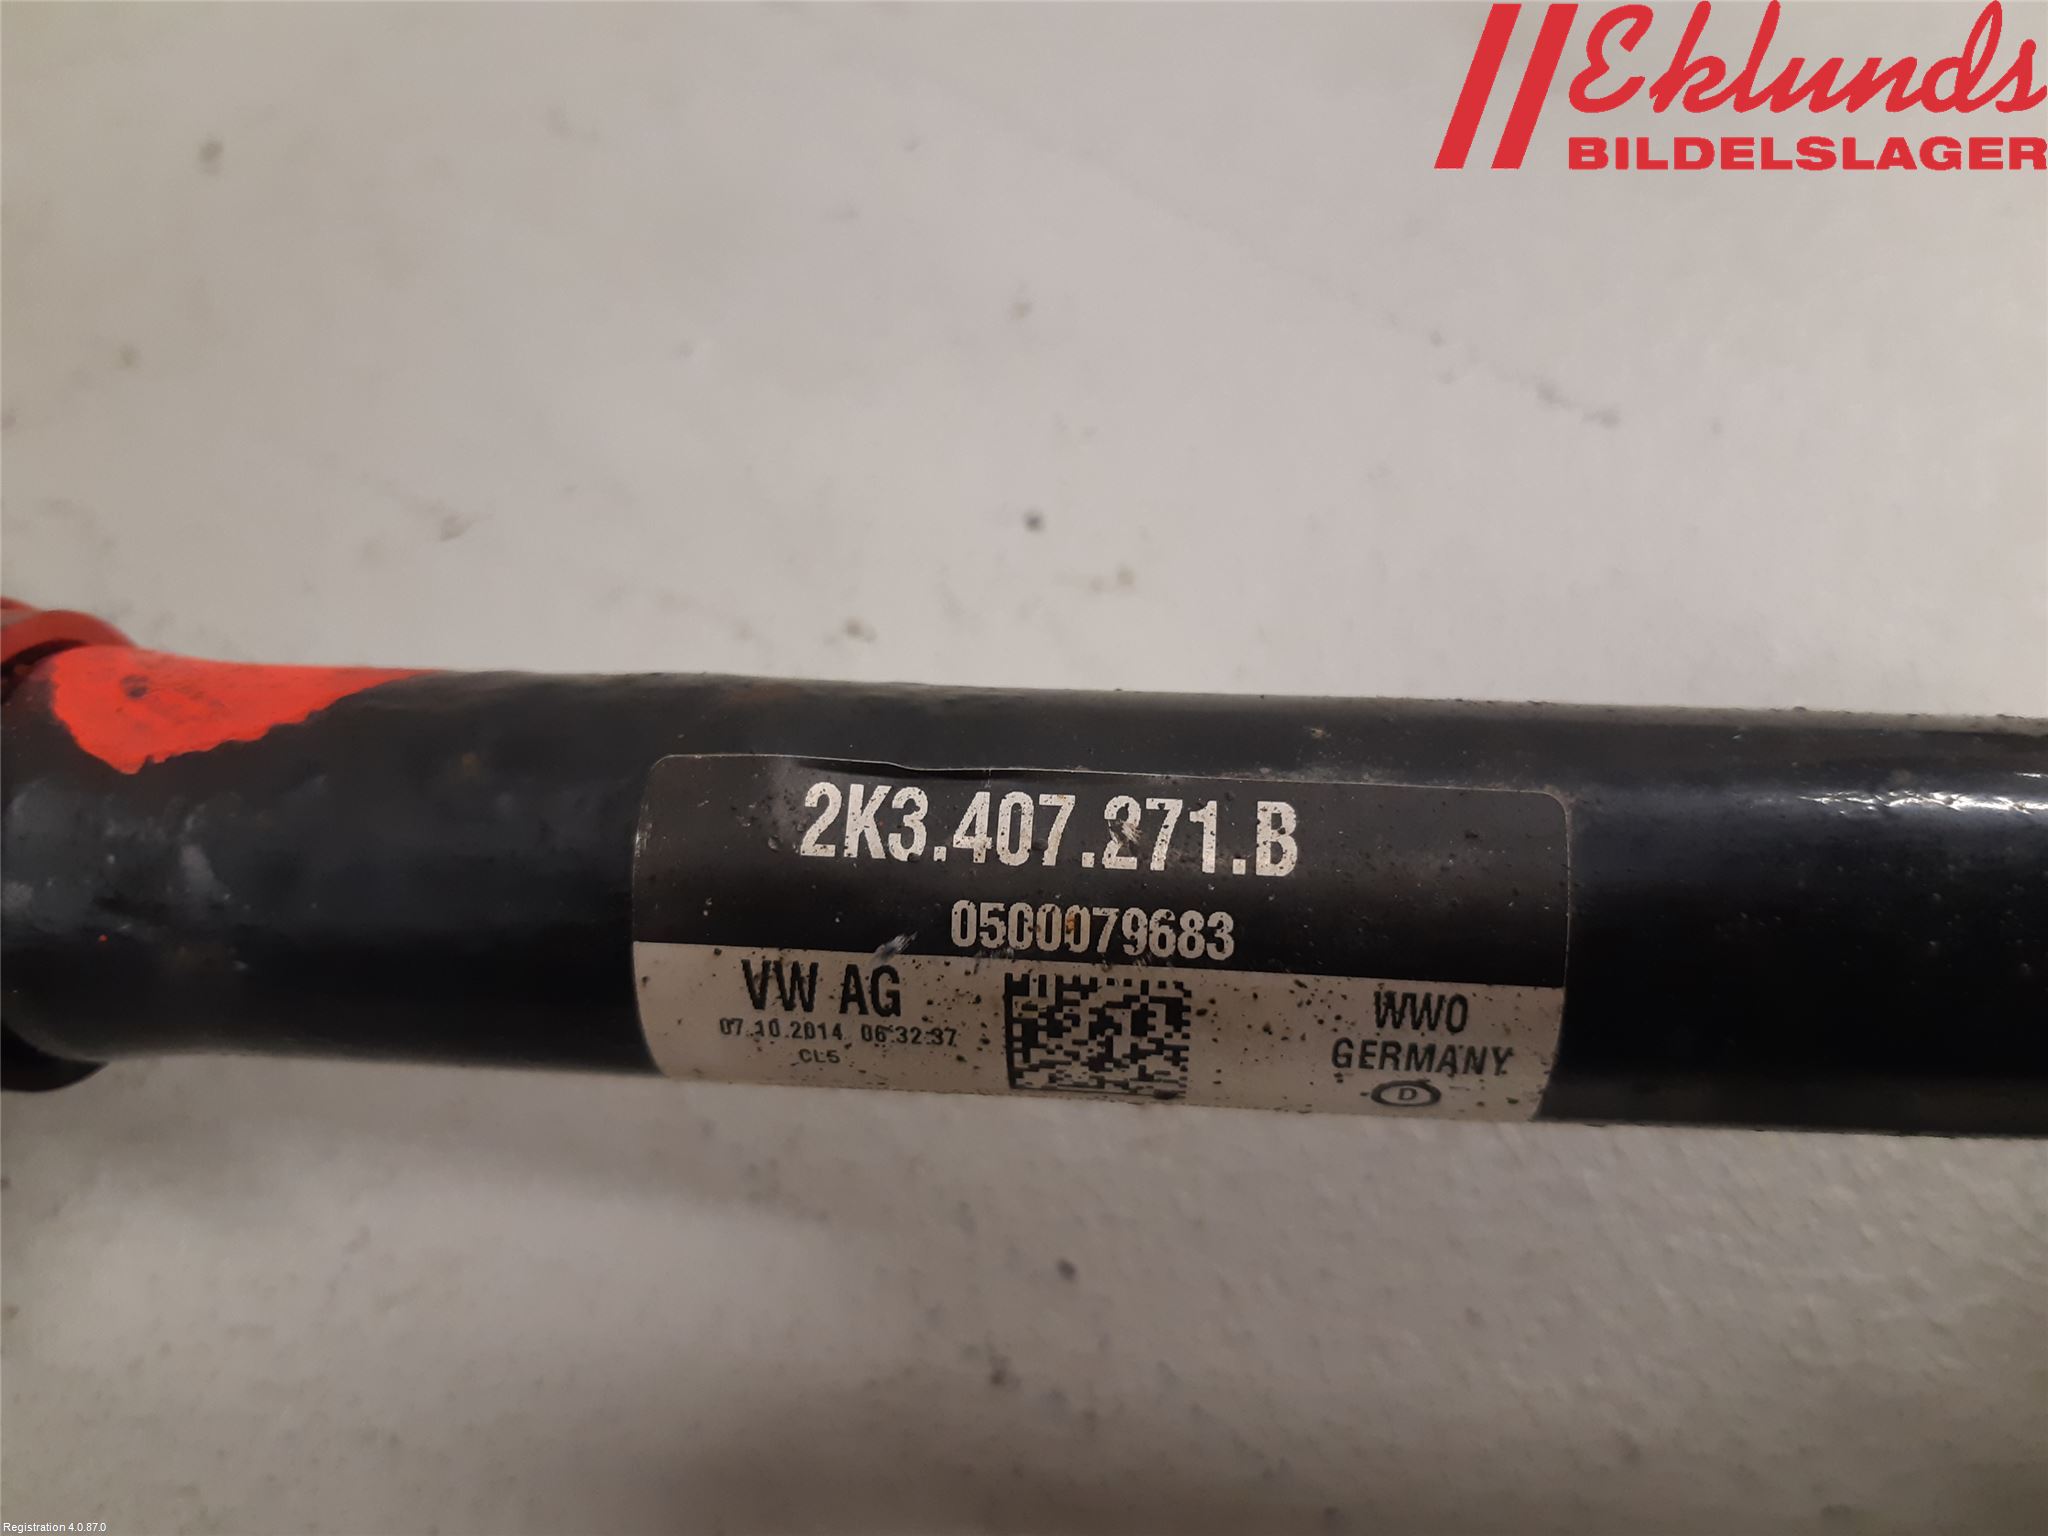 Eklunds
BILDELSLAGER
2K3.407.271.B
0500079683
VW AG
07.10.2014 06:32:37
CL5
WWO
GERMANY
D
Registration 4.0.87.0